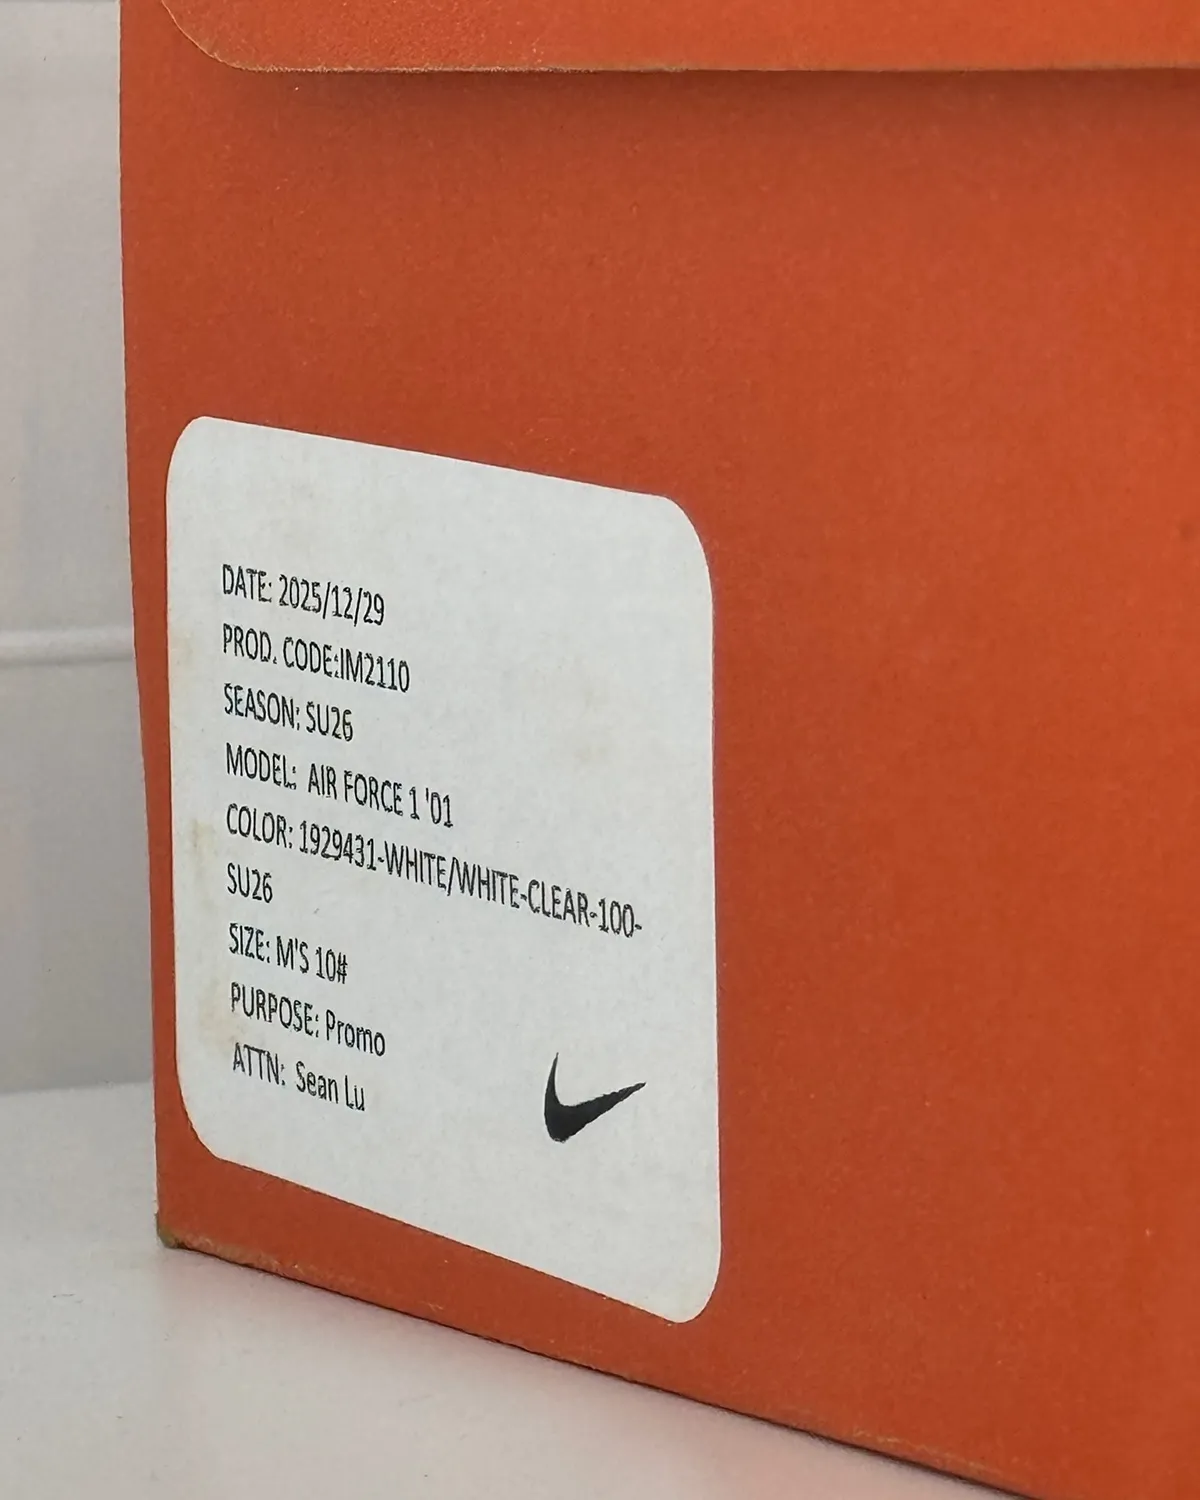 DATE: 2025/12/29
PROD. CODE:IM2110
SEASON: SU26
MODEL: AIR FORCE 1 '01
COLOR: 1929431-WHITE/WHITE-CLEAR-100-
SU26
SIZE: M'S 10#
PURPOSE: Promo
ATTN: Sean Lu